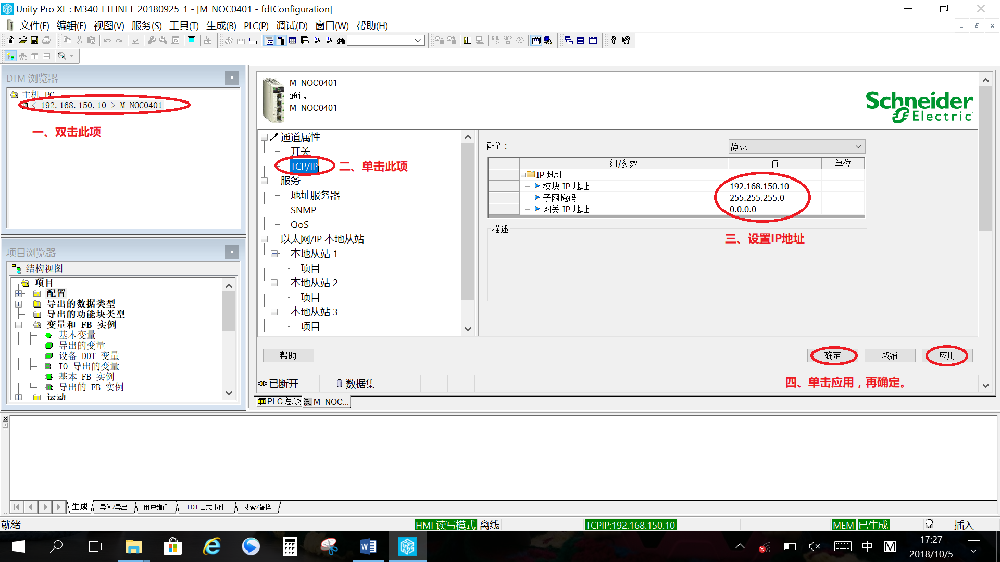 Unity Pro XL : M340_ETHNET_20180925_1 - [M_NOC0401 - fdtConfiguration]
文件(F) 编辑(E) 视图(V) 服务(S) 工具(T) 生成(B) PLC(P) 调试(D) 窗口(W) 帮助(H)
RUN STOP
DTM 浏览器
主机 PC
< 192.168.150.10 > M_NOC0401
一、双击此项
项目浏览器
结构视图
项目
配置
导出的数据类型
导出的功能块类型
变量和 FB 实例
基本变量
导出的变量
设备 DDT 变量
IO 导出的变量
基本 FB 实例
导出的 FB 实例
运动
M_NOC0401
通讯
M_NOC0401
Schneider
Electric
通道属性
开关
TCP/IP
二、单击此项
服务
地址服务器
SNMP
QoS
以太网/IP 本地从站
本地从站 1
项目
本地从站 2
项目
本地从站 3
项目
配置:
静态
组/参数 值 单位
IP 地址
模块 IP 地址 192.168.150.10
子网掩码 255.255.255.0
网关 IP 地址 0.0.0.0
描述
三、设置IP地址
帮助 确定 取消 应用
四、单击应用，再确定。
已断开 数据集
PLC 总线 M_NOC...
生成 导入/导出 用户错误 FDT 日志事件 搜索/替换
就绪 HMI 读写模式 离线 TCPIP:192.168.150.10 MEM 已生成 插入
中 M
17:27
2018/10/5